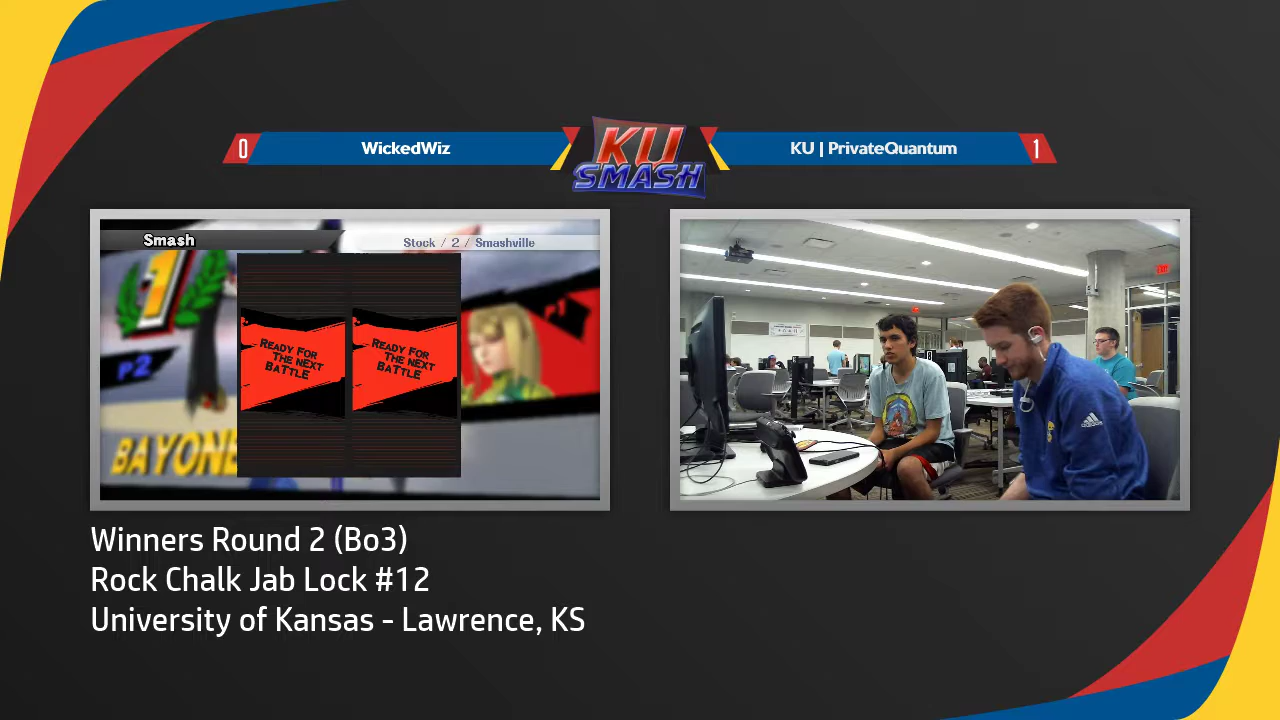 0
WickedWiz
KU SMASH
KU | PrivateQuantum
1
Smash
Stock / 2 / Smashville
1
P2
BAYONE
READY FOR THE NEXT BATTLE
READY FOR THE NEXT BATTLE
P1
adidas
Winners Round 2 (Bo3)
Rock Chalk Jab Lock #12
University of Kansas - Lawrence, KS